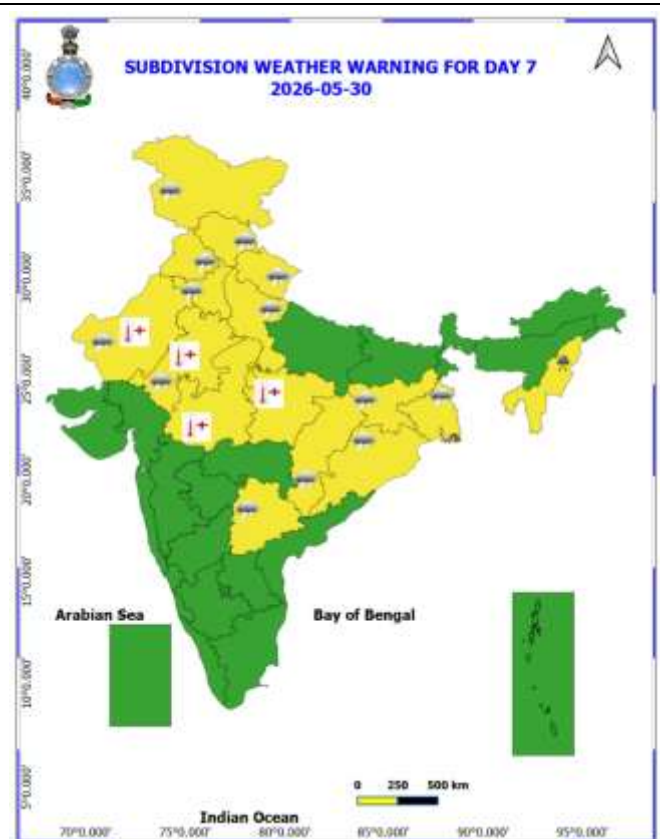 SUBDIVISION WEATHER WARNING FOR DAY 7
2026-05-30
40°0.000'
35°0.000'
30°0.000'
25°0.000'
20°0.000'
15°0.000'
Arabian Sea
Bay of Bengal
10°0.000'
5°0.000'
0 250 500 km
Indian Ocean
70°0.000' 75°0.000' 80°0.000' 85°0.000' 90°0.000' 95°0.000'